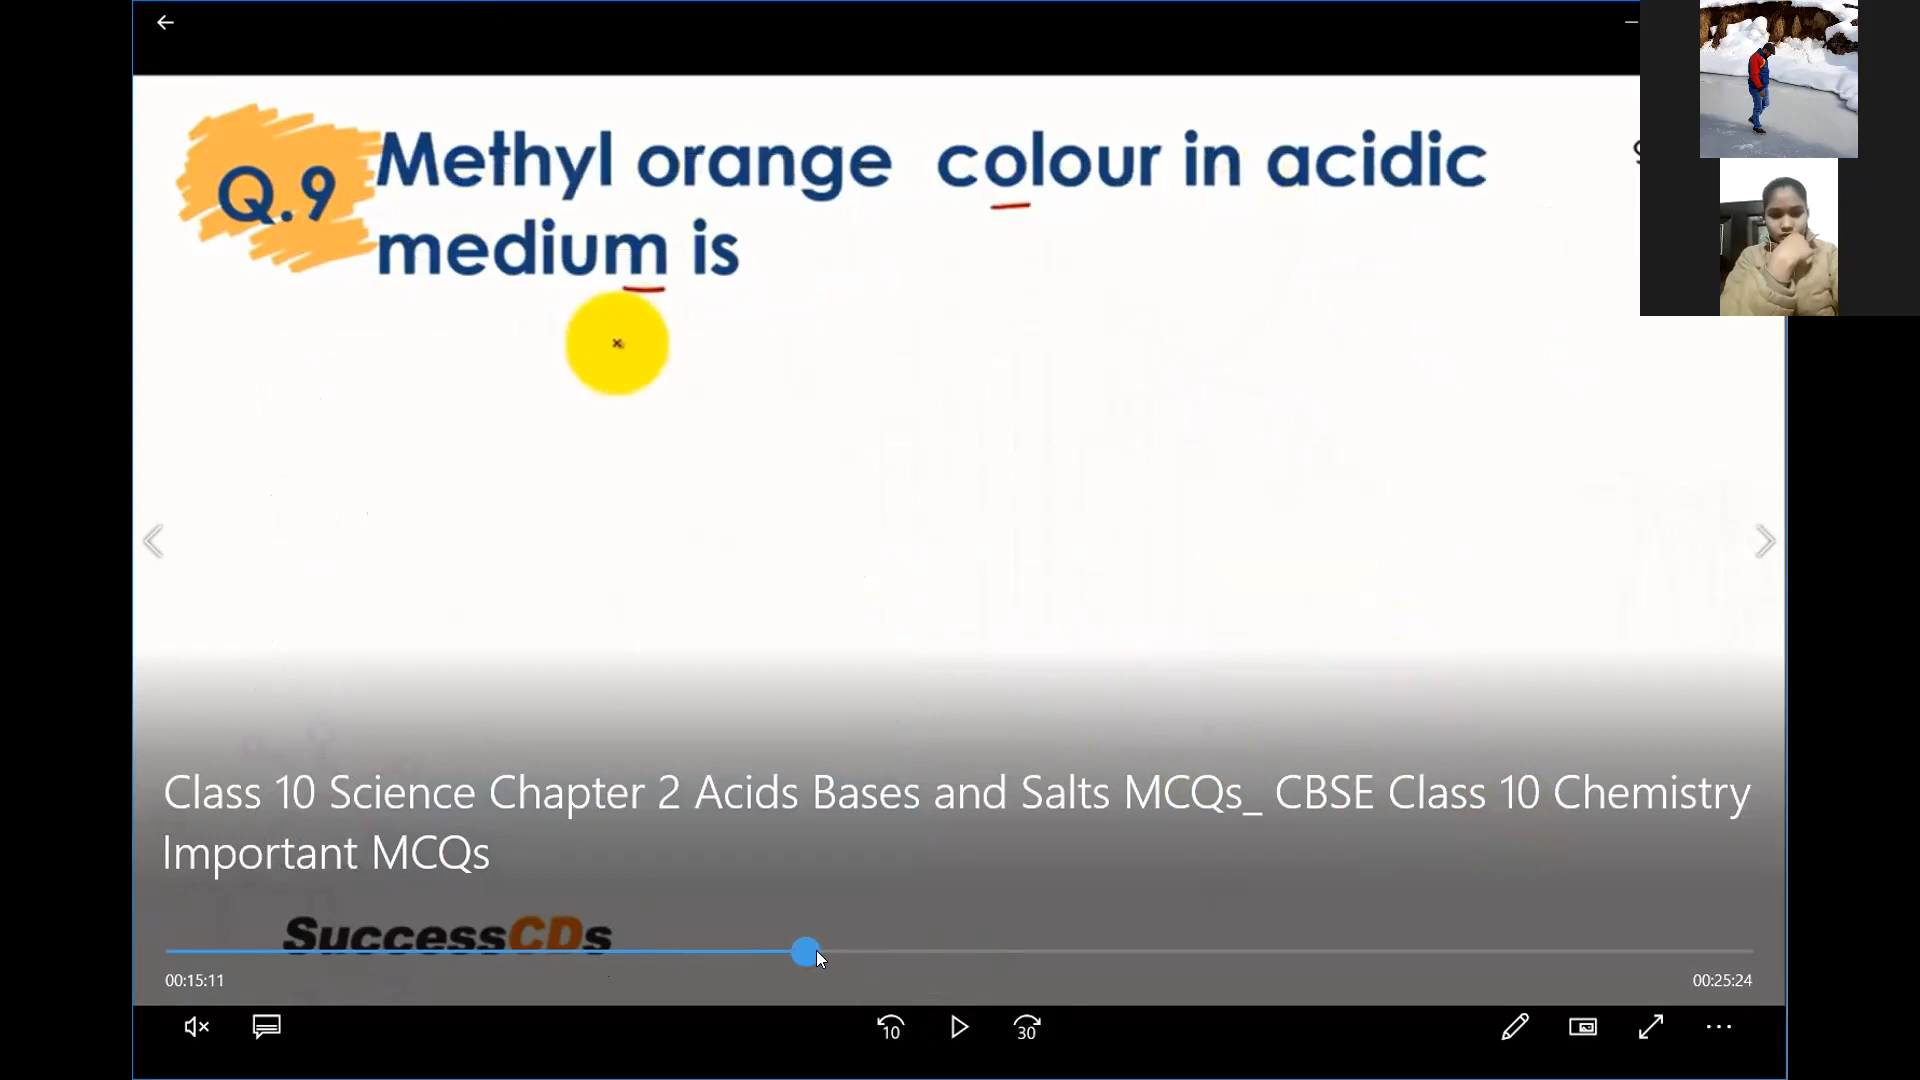 Q.9
Methyl orange colour in acidic
medium is
Class 10 Science Chapter 2 Acids Bases and Salts MCQs_ CBSE Class 10 Chemistry
Important MCQs
SuccessCDs
00:15:11
00:25:24
10
30